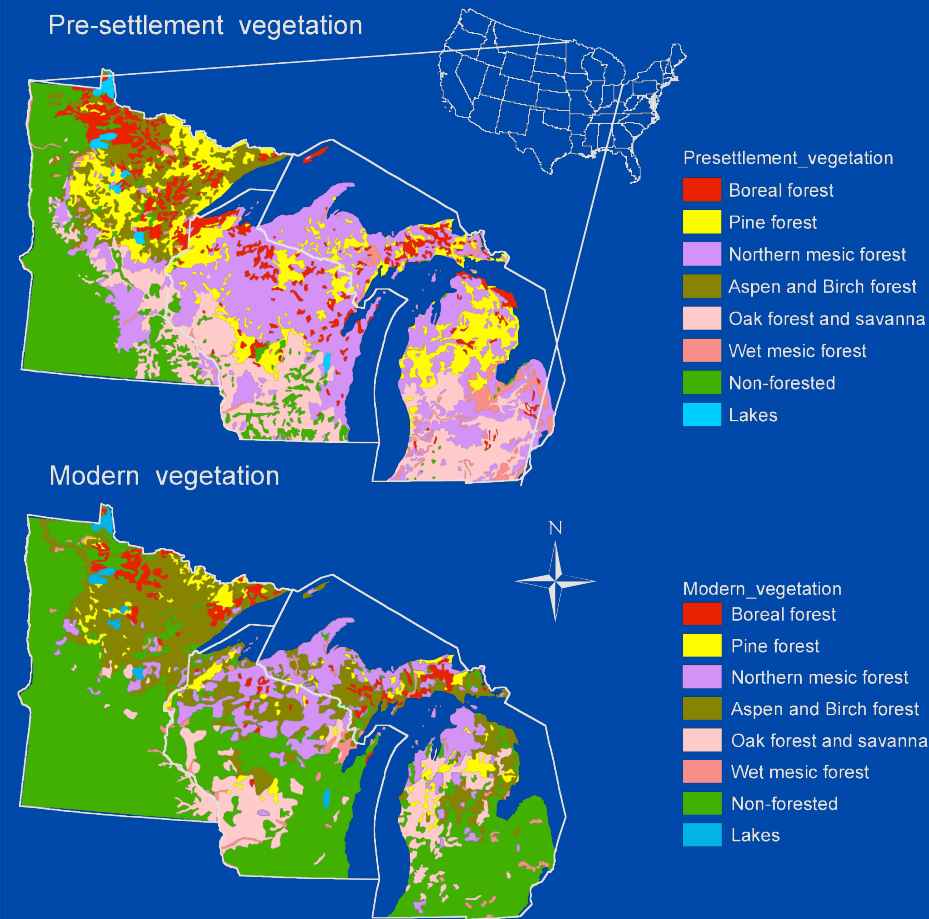 Pre-settlement vegetation
Presettlement_vegetation
Boreal forest
Pine forest
Northern mesic forest
Aspen and Birch forest
Oak forest and savanna
Wet mesic forest
Non-forested
Lakes
Modern vegetation
N
Modern_vegetation
Boreal forest
Pine forest
Northern mesic forest
Aspen and Birch forest
Oak forest and savanna
Wet mesic forest
Non-forested
Lakes